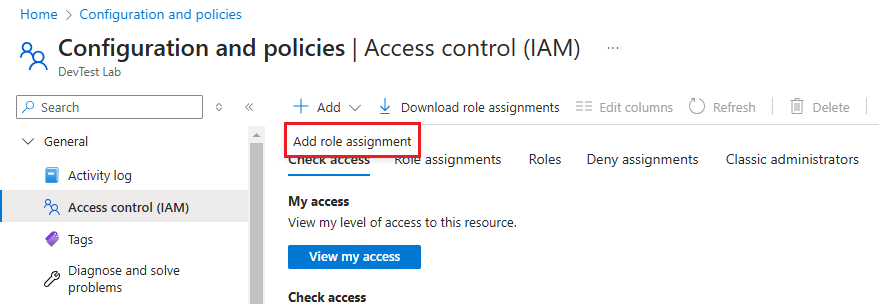 Home > Configuration and policies >
Configuration and policies | Access control (IAM) ...
DevTest Lab
Search
Add Download role assignments Edit columns Refresh Delete
Add role assignment
General
Check access Role assignments Roles Deny assignments Classic administrators
Activity log
My access
Access control (IAM)
View my level of access to this resource.
Tags
View my access
Diagnose and solve
problems
Check access